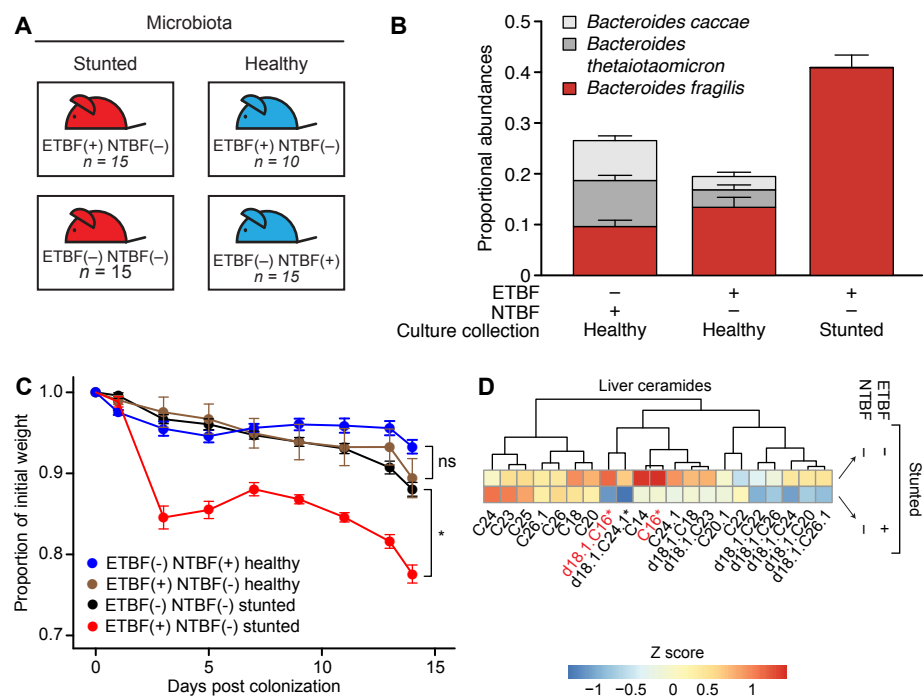 A
Microbiota
Stunted
Healthy
ETBF(+) NTBF(–)
n = 15
ETBF(+) NTBF(–)
n = 10
ETBF(–) NTBF(–)
n = 15
ETBF(–) NTBF(+)
n = 15
B
Proportional abundances
0.5
0.4
0.3
0.2
0.1
0
Bacteroides caccae
Bacteroides
thetaiotaomicron
Bacteroides fragilis
ETBF – + +
NTBF + – –
Culture collection Healthy Healthy Stunted
C
Proportion of initial weight
1.0
0.9
0.8
0.7
ns
*
ETBF(-) NTBF(+) healthy
ETBF(+) NTBF(-) healthy
ETBF(-) NTBF(-) stunted
ETBF(+) NTBF(-) stunted
0 5 10 15
Days post colonization
D
Liver ceramides
NTBF
ETBF
– –
– +
Stunted
C24
C23
C25
C26:1
C26
C18
C20
d18.1.C16*
d18.1.C24.1*
C14
C16*
C24.1
d18.1.C18
d18.1.C23
C20.1
C22
d18.1.C22
d18.1.C26
d18.1.C24
d18.1.C20
d18.1.C26.1
Z score
−1 −0.5 0 0.5 1